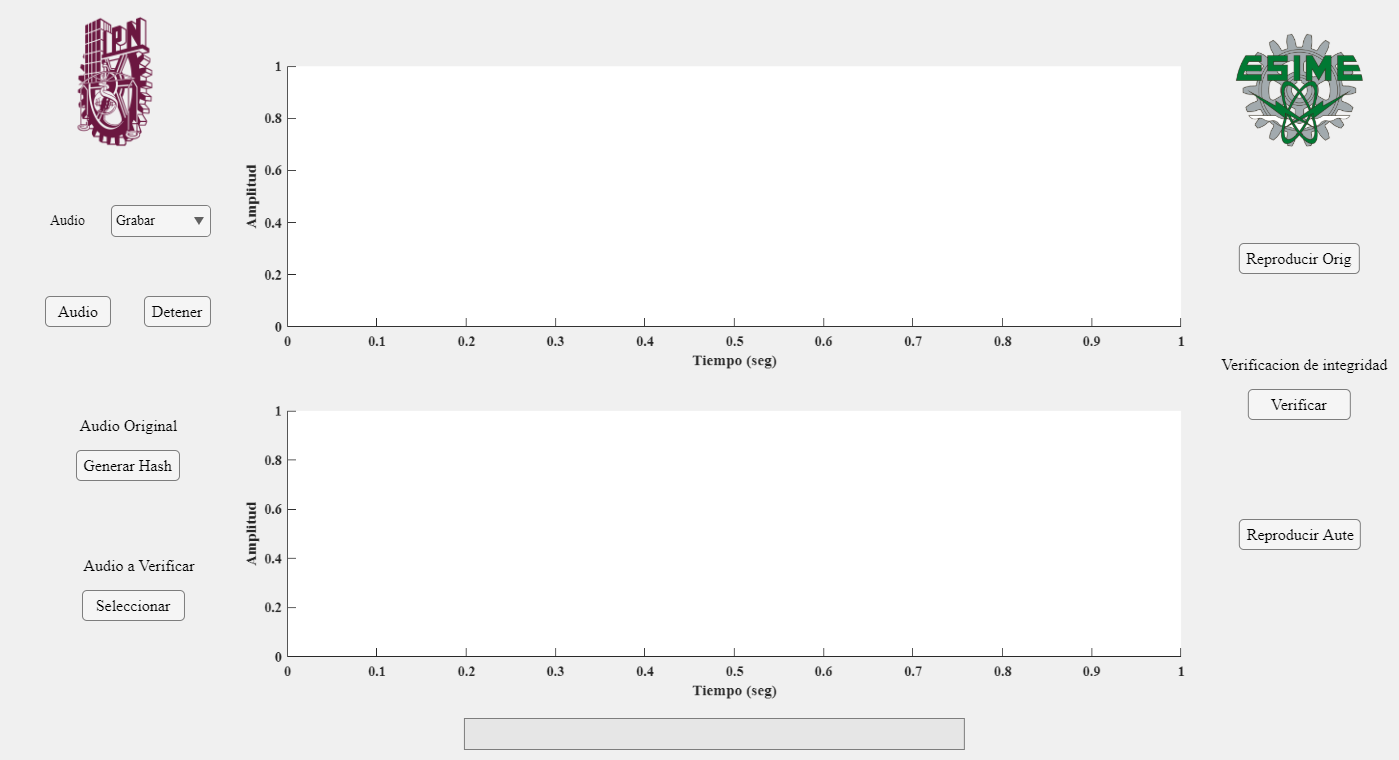 IPN
ESIME
Audio
Grabar
Audio
Detener
Audio Original
Generar Hash
Audio a Verificar
Seleccionar
1
0.8
0.6
0.4
0.2
0
Amplitud
0 0.1 0.2 0.3 0.4 0.5 0.6 0.7 0.8 0.9 1
Tiempo (seg)
1
0.8
0.6
0.4
0.2
0
Amplitud
0 0.1 0.2 0.3 0.4 0.5 0.6 0.7 0.8 0.9 1
Tiempo (seg)
Reproducir Orig
Verificacion de integridad
Verificar
Reproducir Aute